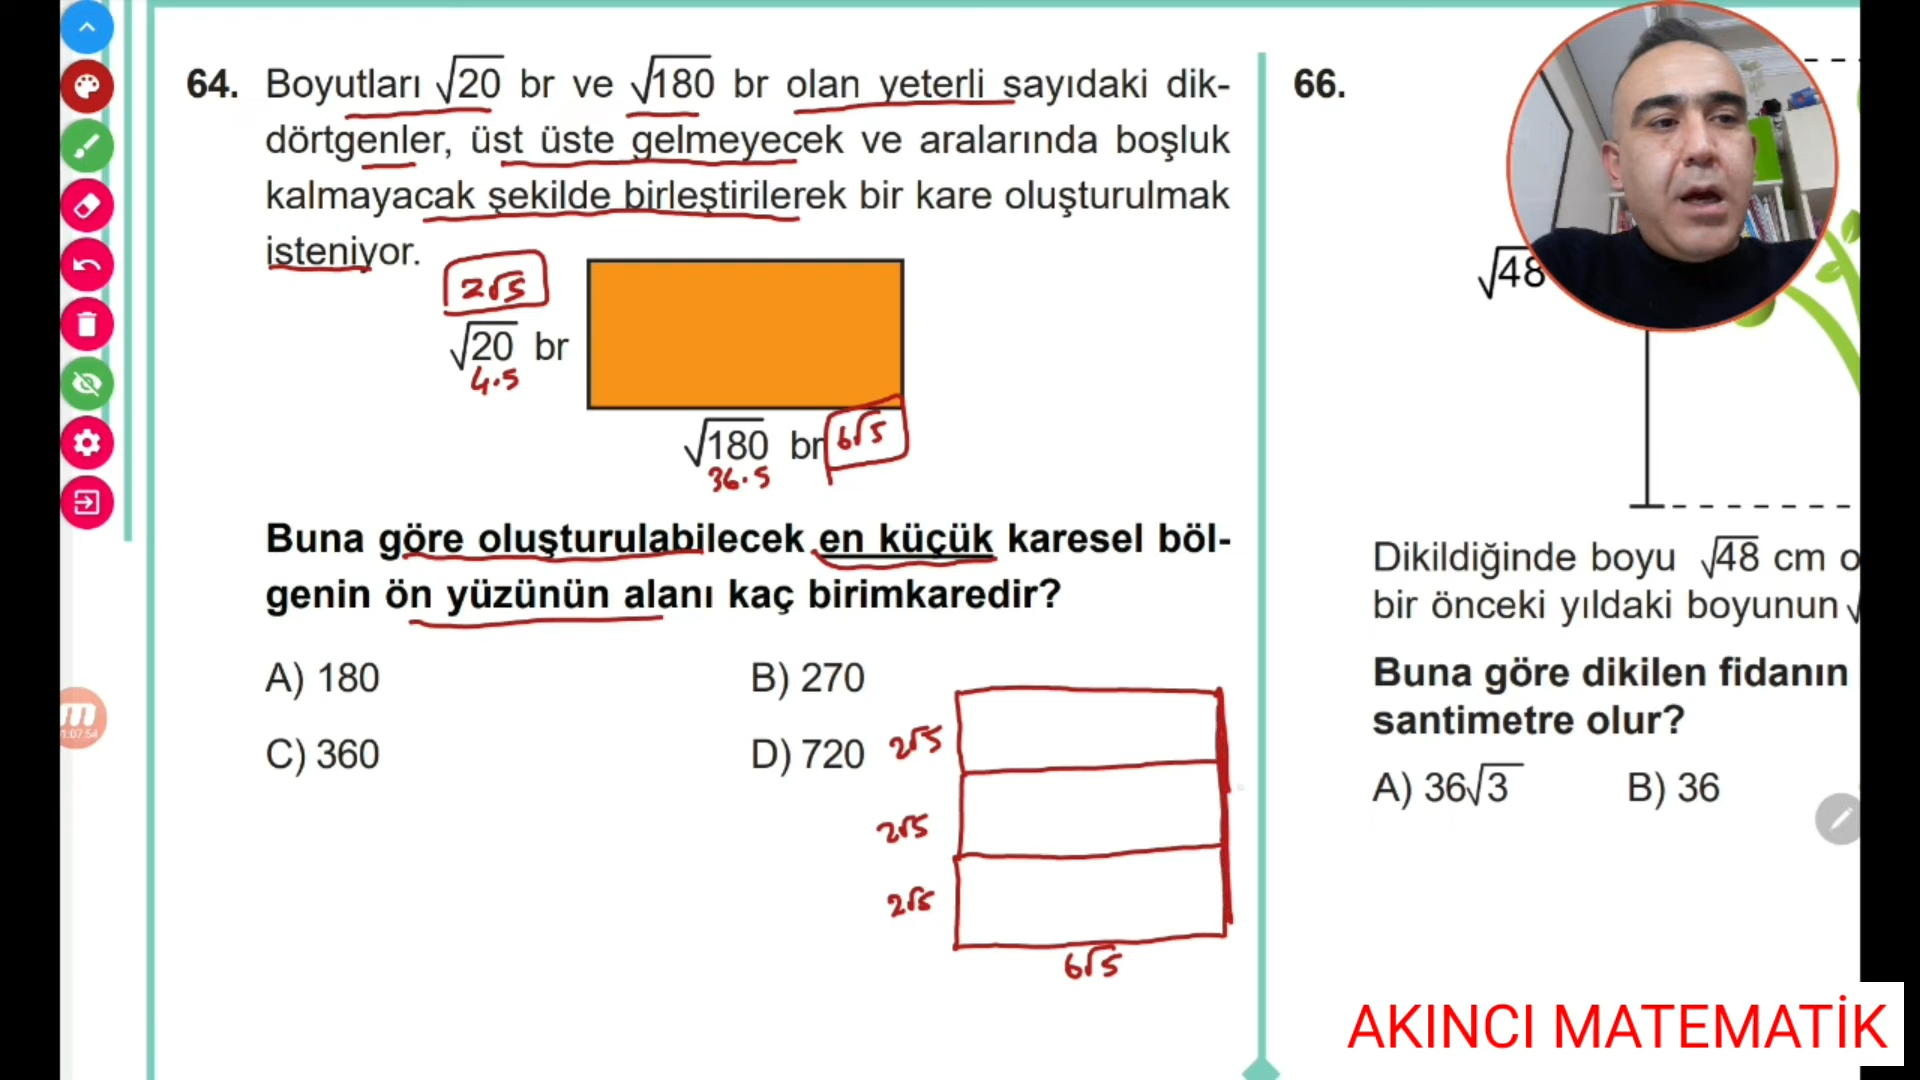 64. Boyutları √20 br ve √180 br olan yeterli sayıdaki dik-
dörtgenler, üst üste gelmeyecek ve aralarında boşluk
kalmayacak şekilde birleştirilerek bir kare oluşturulmak
isteniyor.
2√5
√20 br
4.5
√180 br
6√5
36.5
Buna göre oluşturulabilecek en küçük karesel böl-
genin ön yüzünün alanı kaç birimkaredir?
A) 180
B) 270
C) 360
D) 720
2√5
2√5
2√5
6√5
66.
√48
Dikildiğinde boyu √48 cm o
bir önceki yıldaki boyunun √
Buna göre dikilen fidanın
santimetre olur?
A) 36√3
B) 36
1:07:54
AKINCI MATEMATİK